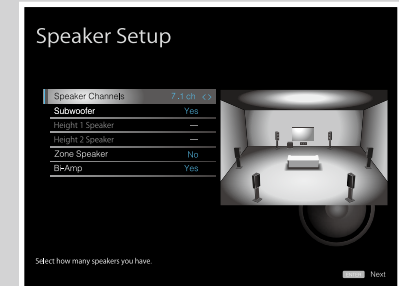 Speaker Setup
Speaker Channels 7.1 ch < >
Subwoofer Yes
Height 1 Speaker —
Height 2 Speaker —
Zone Speaker No
Bi-Amp Yes
Select how many speakers you have.
ENTER Next